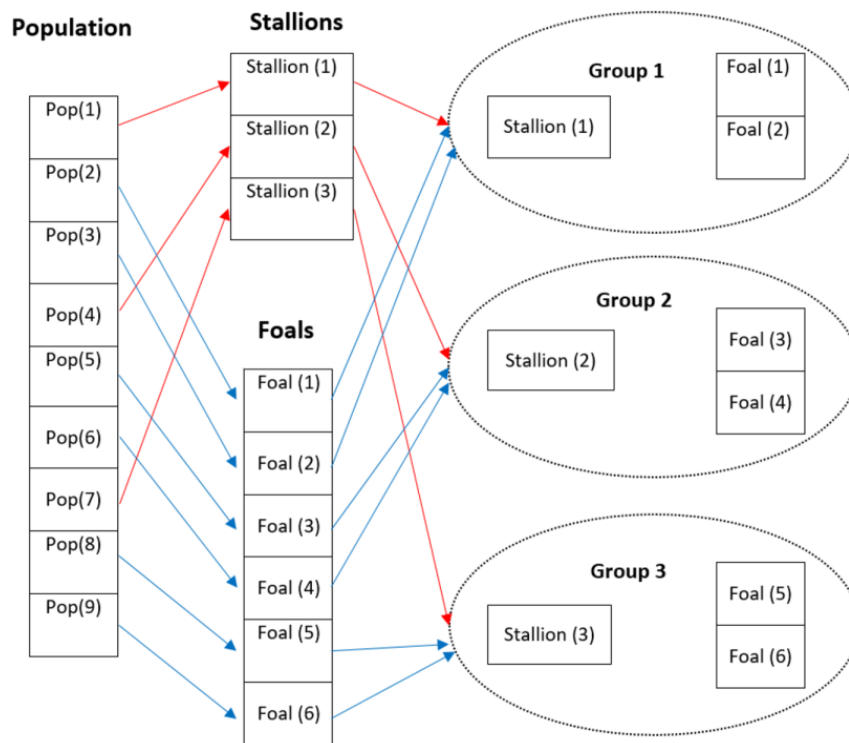 Population
Pop(1)
Pop(2)
Pop(3)
Pop(4)
Pop(5)
Pop(6)
Pop(7)
Pop(8)
Pop(9)
Stallions
Stallion (1)
Stallion (2)
Stallion (3)
Foals
Foal (1)
Foal (2)
Foal (3)
Foal (4)
Foal (5)
Foal (6)
Group 1
Stallion (1)
Foal (1)
Foal (2)
Group 2
Stallion (2)
Foal (3)
Foal (4)
Group 3
Stallion (3)
Foal (5)
Foal (6)